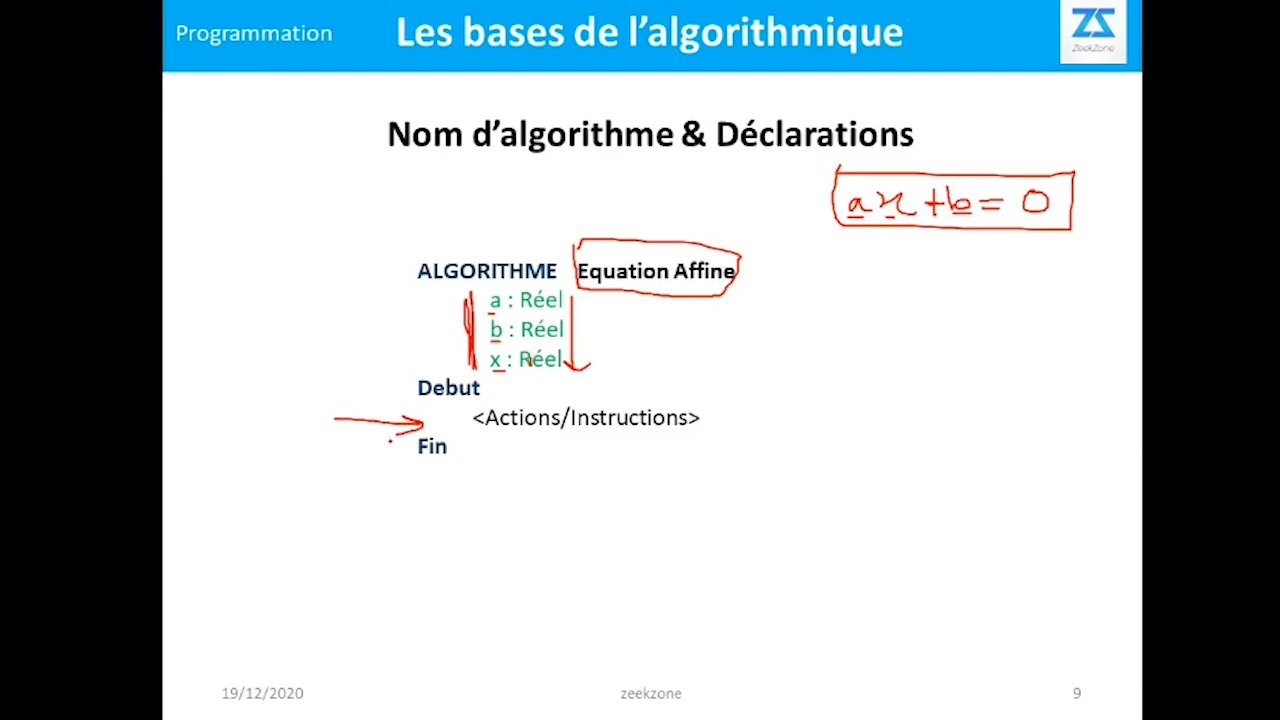 Programmation
Les bases de l'algorithmique
ZS
ZeekZone
Nom d'algorithme & Déclarations
ax + b = 0
ALGORITHME Equation Affine
a : Réel
b : Réel
x : Réel
Debut
<Actions/Instructions>
Fin
19/12/2020 zeekzone 9